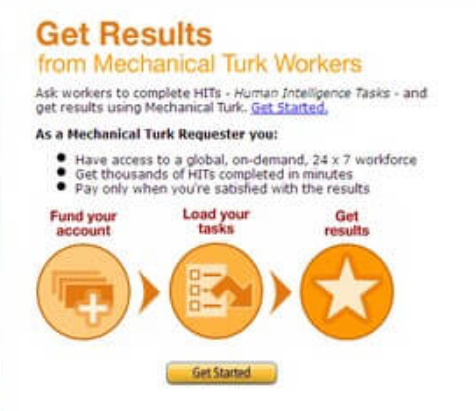 Get Results
from Mechanical Turk Workers
Ask workers to complete HITs - Human Intelligence Tasks - and
get results using Mechanical Turk. Get Started.
As a Mechanical Turk Requester you:
• Have access to a global, on-demand, 24 x 7 workforce
• Get thousands of HITs completed in minutes
• Pay only when you're satisfied with the results
Fund your
account
Load your
tasks
Get
results
Get Started